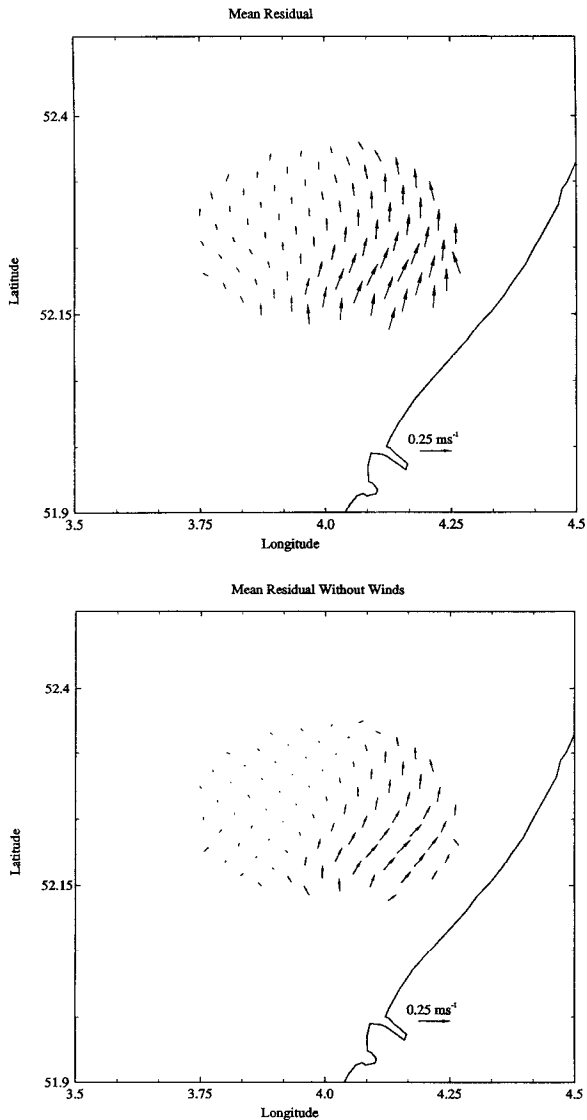 Mean Residual
52.4
Latitude
52.15
0.25 ms⁻¹
51.9
3.5 3.75 4.0 4.25 4.5
Longitude
Mean Residual Without Winds
52.4
Latitude
52.15
0.25 ms⁻¹
51.9
3.5 3.75 4.0 4.25 4.5
Longitude